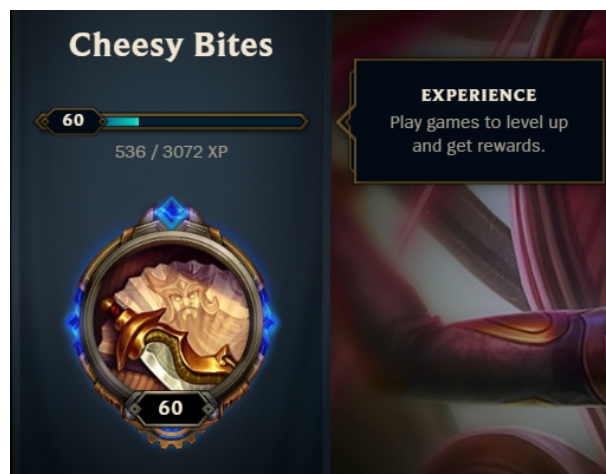 Cheesy Bites
60
536 / 3072 XP
EXPERIENCE
Play games to level up
and get rewards.
60